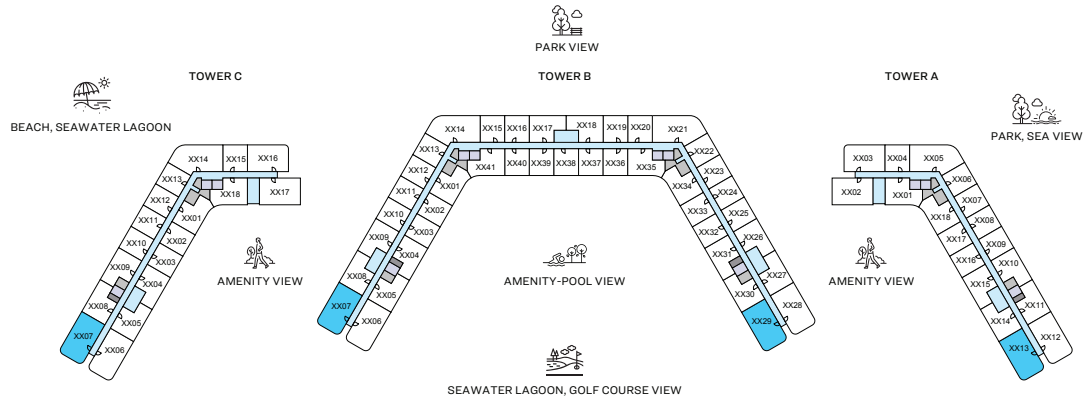 PARK VIEW
TOWER C
TOWER B
TOWER A
BEACH, SEAWATER LAGOON
PARK, SEA VIEW
XX14
XX15
XX16
XX13
XX12
XX11
XX10
XX09
XX08
XX07
XX06
XX05
XX04
XX03
XX02
XX01
XX18
XX17
AMENITY VIEW
XX14
XX15
XX16
XX17
XX18
XX19
XX20
XX21
XX13
XX12
XX11
XX10
XX09
XX08
XX07
XX06
XX05
XX04
XX03
XX02
XX01
XX41
XX40
XX39
XX38
XX37
XX36
XX35
XX34
XX33
XX32
XX31
XX30
XX29
XX22
XX23
XX24
XX25
XX26
XX27
XX28
AMENITY-POOL VIEW
XX03
XX04
XX05
XX02
XX01
XX06
XX07
XX08
XX09
XX10
XX11
XX12
XX18
XX17
XX16
XX15
XX14
XX13
AMENITY VIEW
SEAWATER LAGOON, GOLF COURSE VIEW